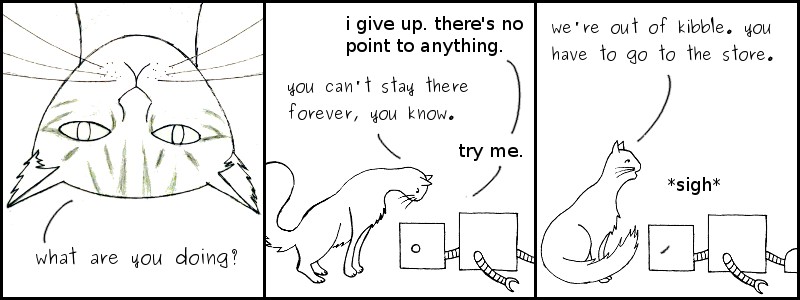 what are you doing?
i give up. there's no
point to anything.
you can't stay there
forever, you know.
try me.
we're out of kibble. you
have to go to the store.
*sigh*